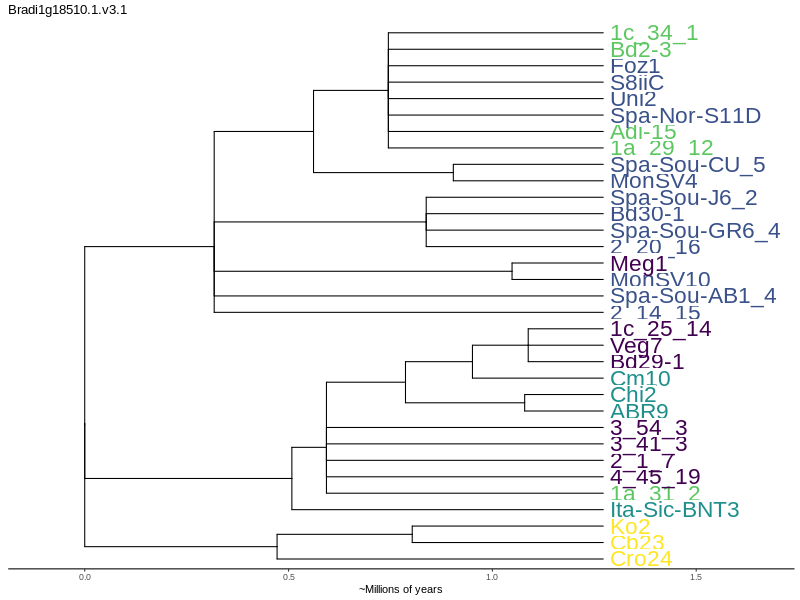 Bradi1g18510.1.v3.1
1c_34_1
Bd2-3
Foz1
S8iiC
Uni2
Spa-Nor-S11D
Adi-15
1a_29_12
Spa-Sou-CU_5
MonSV4
Spa-Sou-J6_2
Bd30-1
Spa-Sou-GR6_4
2_20_16
Meg1
MonSV10
Spa-Sou-AB1_4
2_14_15
1c_25_14
Veg7
Bd29-1
Cm10
Chi2
ABR9
3_54_3
3_41_3
2_1_7
4_45_19
1a_31_2
Ita-Sic-BNT3
Ko2
Cb23
Cro24
0.0 0.5 1.0 1.5
~Millions of years